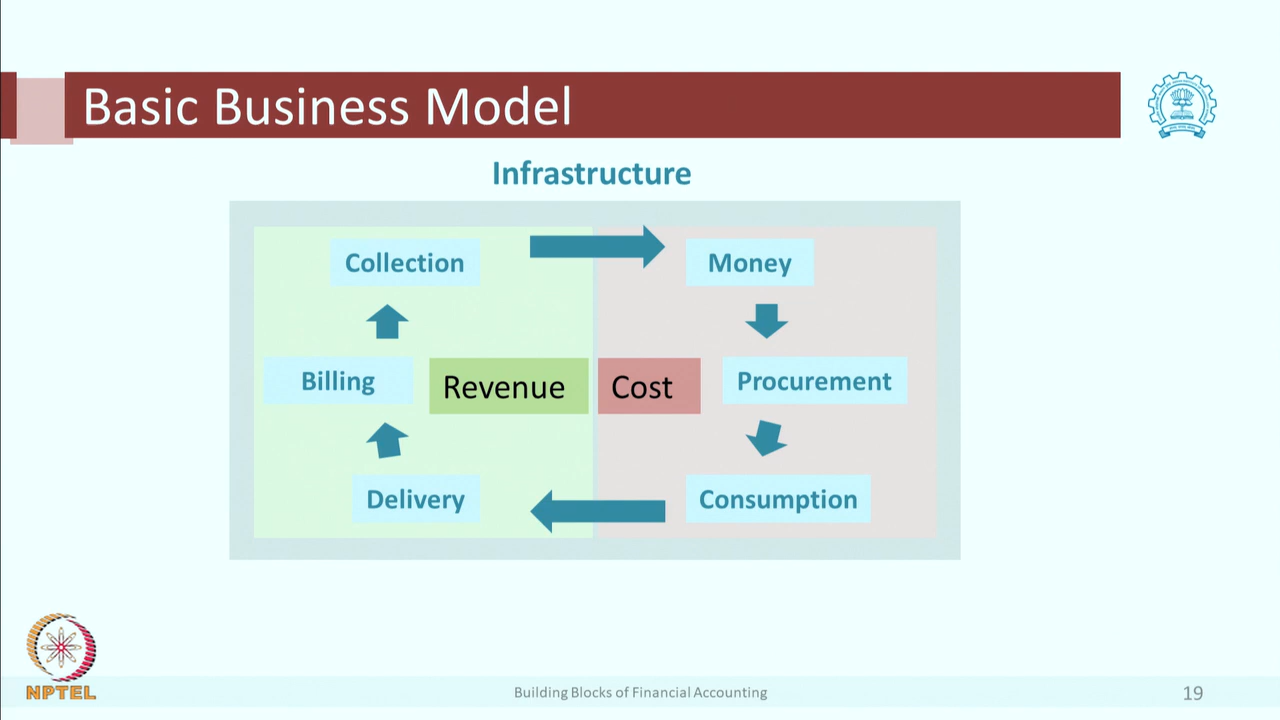 Basic Business Model
Infrastructure
Collection
Money
Billing
Revenue
Cost
Procurement
Delivery
Consumption
NPTEL
Building Blocks of Financial Accounting
19